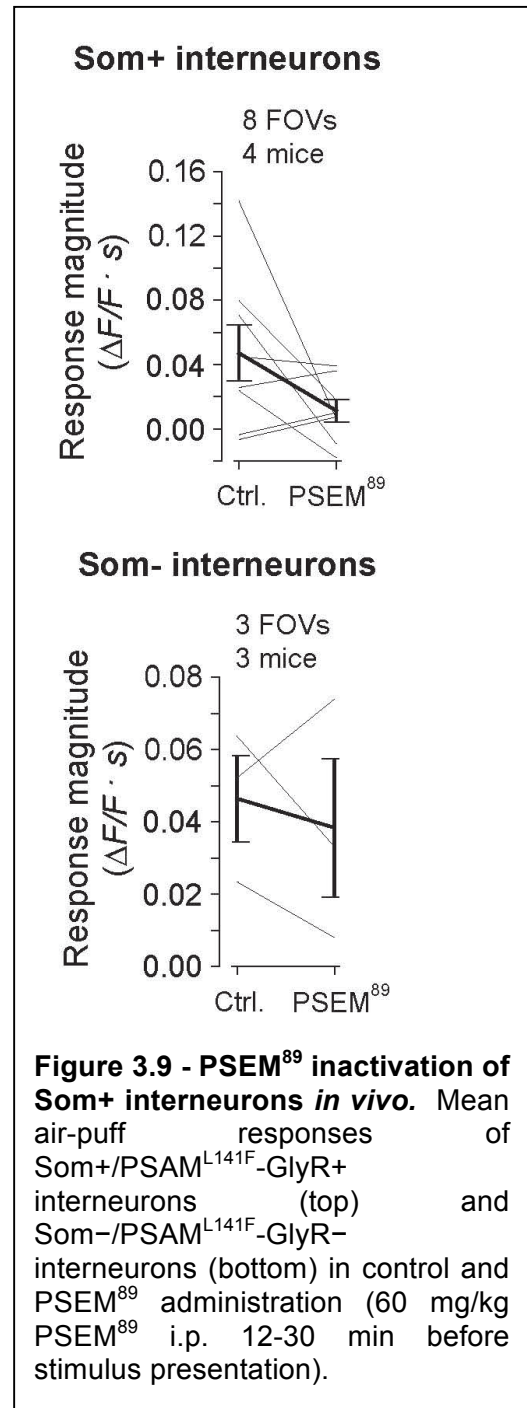 Som+ interneurons
8 FOVs
4 mice
0.16
0.12
0.08
0.04
0.00
Response magnitude
(ΔF/F · s)
Ctrl. PSEM⁸⁹
Som- interneurons
3 FOVs
3 mice
0.08
0.06
0.04
0.02
0.00
Response magnitude
(ΔF/F · s)
Ctrl. PSEM⁸⁹
Figure 3.9 - PSEM⁸⁹ inactivation of
Som+ interneurons in vivo. Mean
air-puff responses of
Som+/PSAM^L141F-GlyR+
interneurons (top) and
Som−/PSAM^L141F-GlyR−
interneurons (bottom) in control and
PSEM⁸⁹ administration (60 mg/kg
PSEM⁸⁹ i.p. 12-30 min before
stimulus presentation).